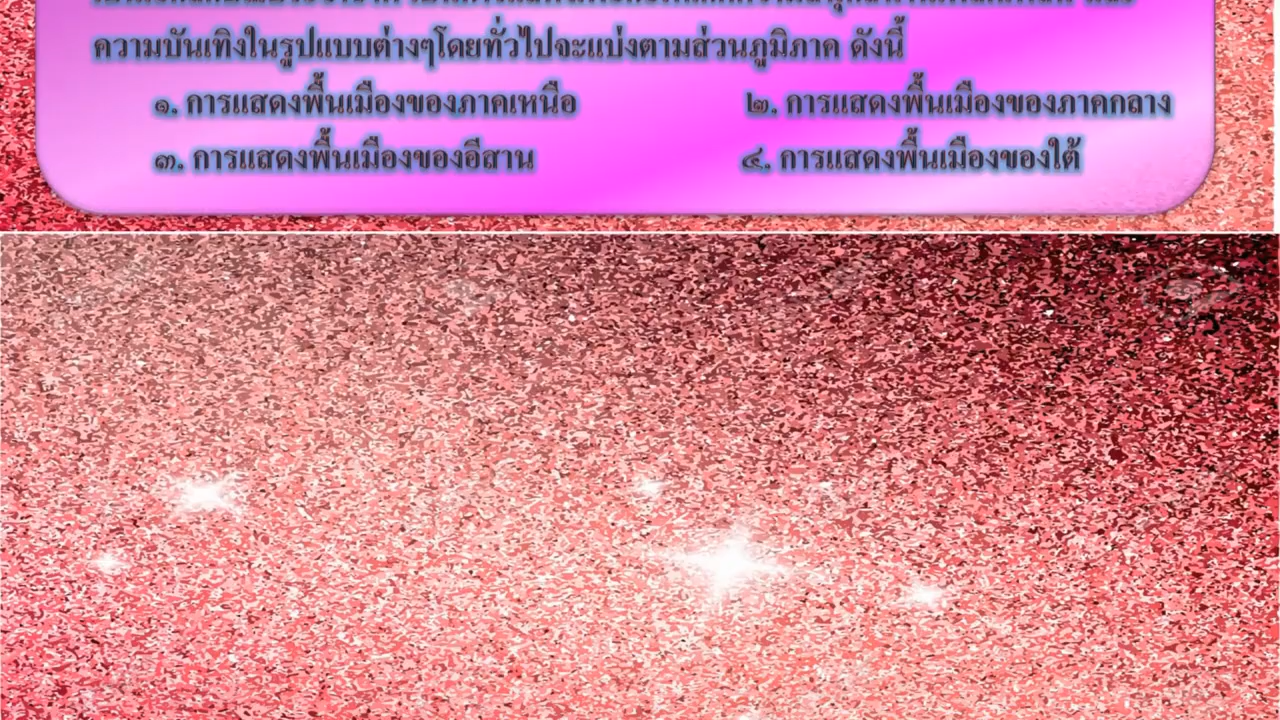 ความบันเทิงในรูปแบบต่างๆโดยทั่วไปจะแบ่งตามส่วนภูมิภาค ดังนี้
๑. การแสดงพื้นเมืองของภาคเหนือ ๒. การแสดงพื้นเมืองของภาคกลาง
๓. การแสดงพื้นเมืองของอีสาน ๔. การแสดงพื้นเมืองของใต้